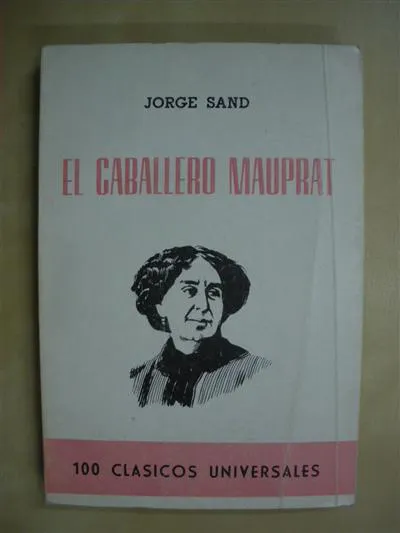 JORGE SAND
EL CABALLERO MAUPRAT
100 CLASICOS UNIVERSALES